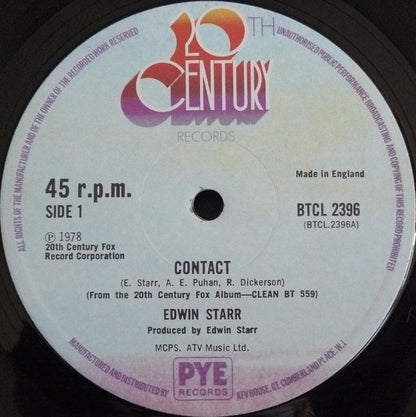 20TH
CENTURY
RECORDS
ALL RIGHTS OF THE MANUFACTURER AND OF THE OWNER OF THE RECORDED WORK RESERVED
UNAUTHORISED PUBLIC PERFORMANCE BROADCASTING AND COPYING OF THIS RECORD PROHIBITED
45 r.p.m.
SIDE 1
Ⓟ 1978
20th Century Fox
Record Corporation
Made in England
BTCL 2396
(BTCL.2396A)
CONTACT
(E. Starr, A. E. Puhan, R. Dickerson)
(From the 20th Century Fox Album—CLEAN BT 559)
EDWIN STARR
Produced by Edwin Starr
MCPS. ATV Music Ltd.
PYE
RECORDS
MANUFACTURED AND DISTRIBUTED BY
ATV HOUSE, GT. CUMBERLAND PLACE, W.1